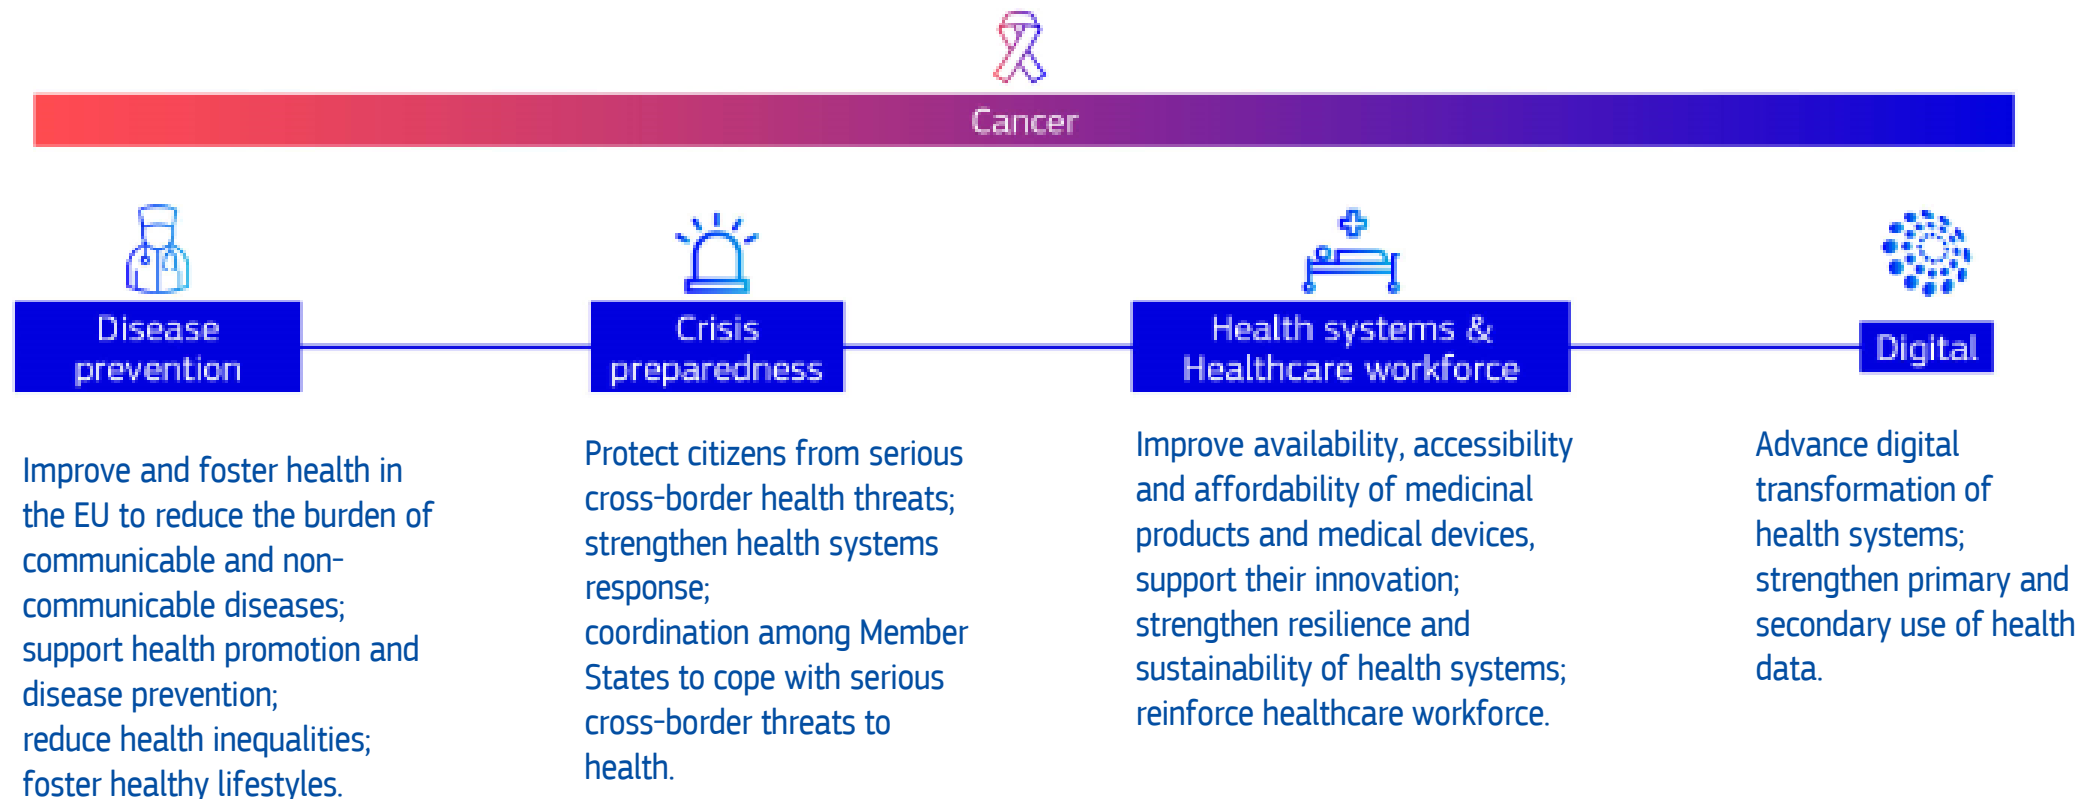 Cancer
Disease
prevention
Improve and foster health in
the EU to reduce the burden of
communicable and non-
communicable diseases;
support health promotion and
disease prevention;
reduce health inequalities;
foster healthy lifestyles.
Crisis
preparedness
Protect citizens from serious
cross-border health threats;
strengthen health systems
response;
coordination among Member
States to cope with serious
cross-border threats to
health.
Health systems &
Healthcare workforce
Improve availability, accessibility
and affordability of medicinal
products and medical devices,
support their innovation;
strengthen resilience and
sustainability of health systems;
reinforce healthcare workforce.
Digital
Advance digital
transformation of
health systems;
strengthen primary and
secondary use of health
data.